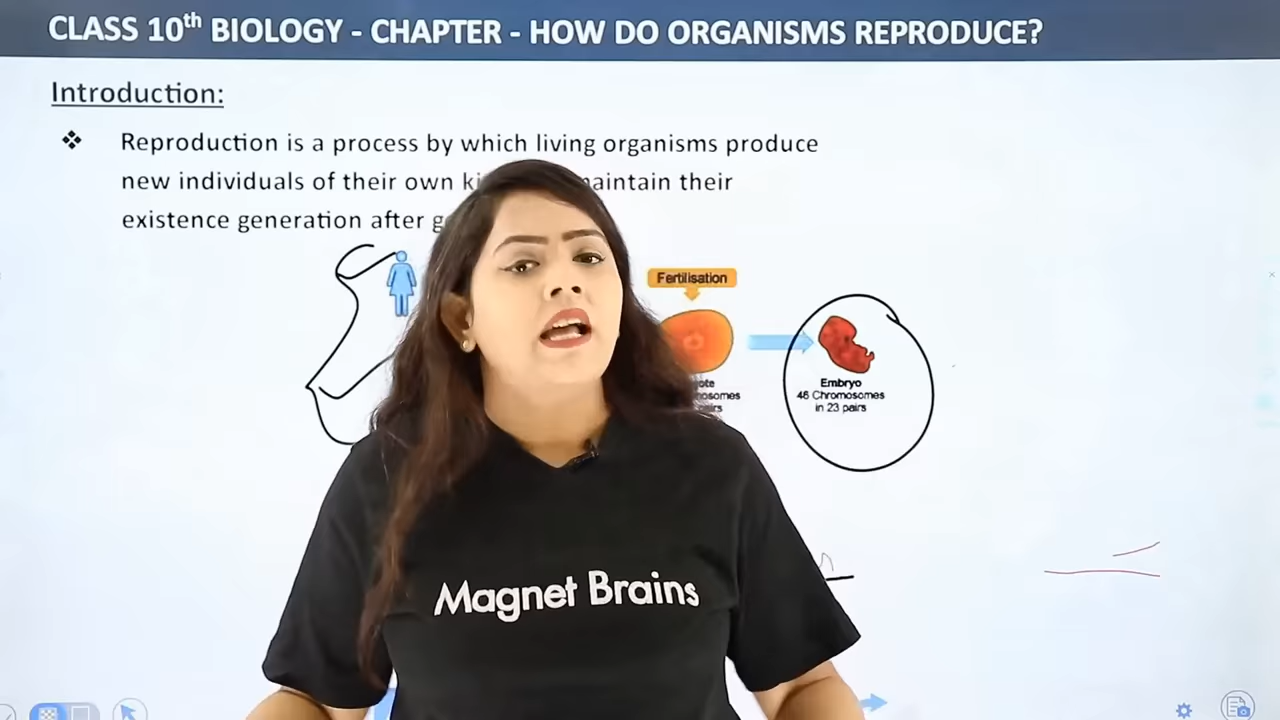 CLASS 10th BIOLOGY - CHAPTER - HOW DO ORGANISMS REPRODUCE?
Introduction:
❖ Reproduction is a process by which living organisms produce
new individuals of their own maintain their
existence generation after
Fertilisation
Embryo
46 Chromosomes
in 23 pairs
Magnet Brains